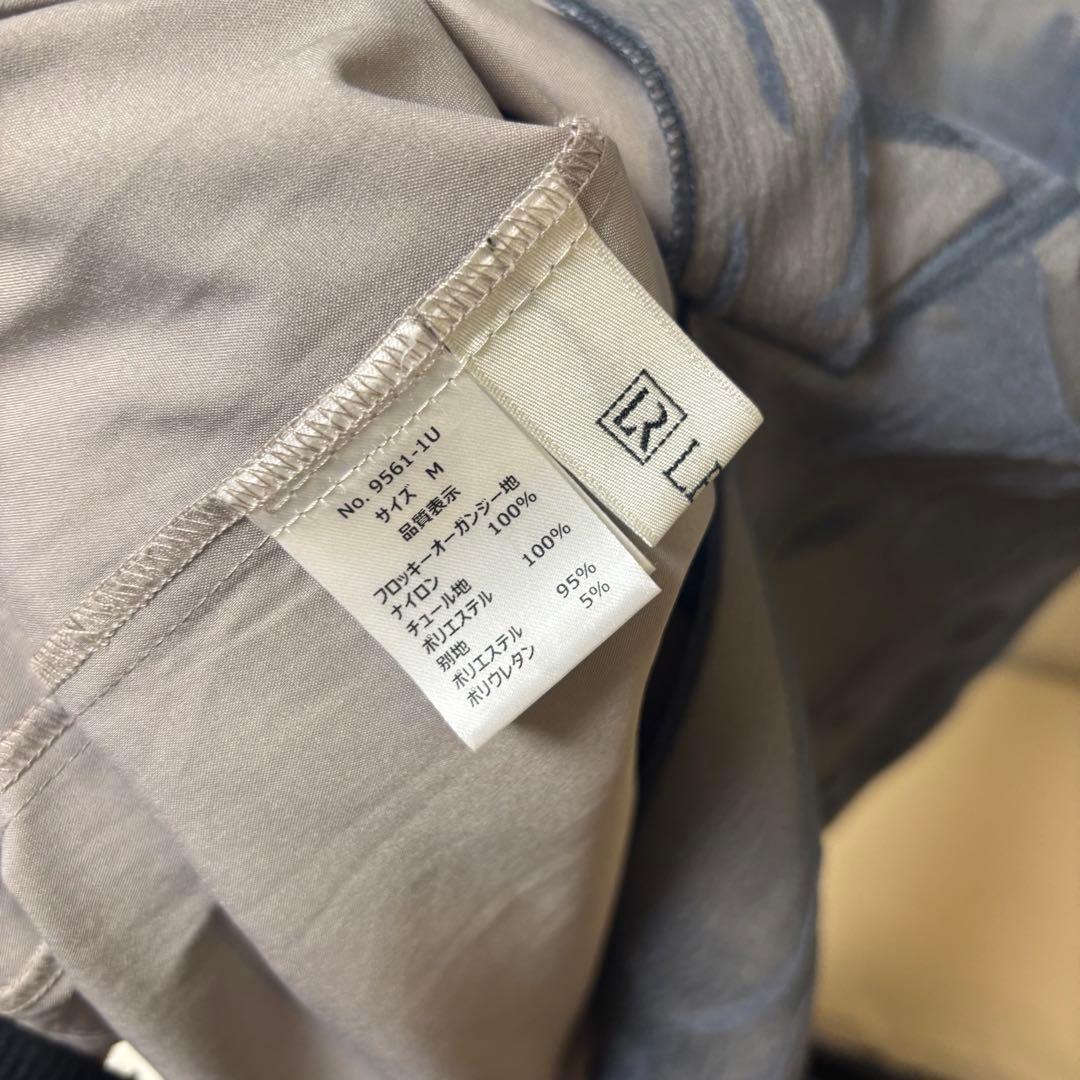 No. 9561-1U
サイズ M
品質表示
フロッキーオーガンジー地
ナイロン 100%
チュール地
ポリエステル 100%
別地
ポリエステル 95%
ポリウレタン 5%
LR